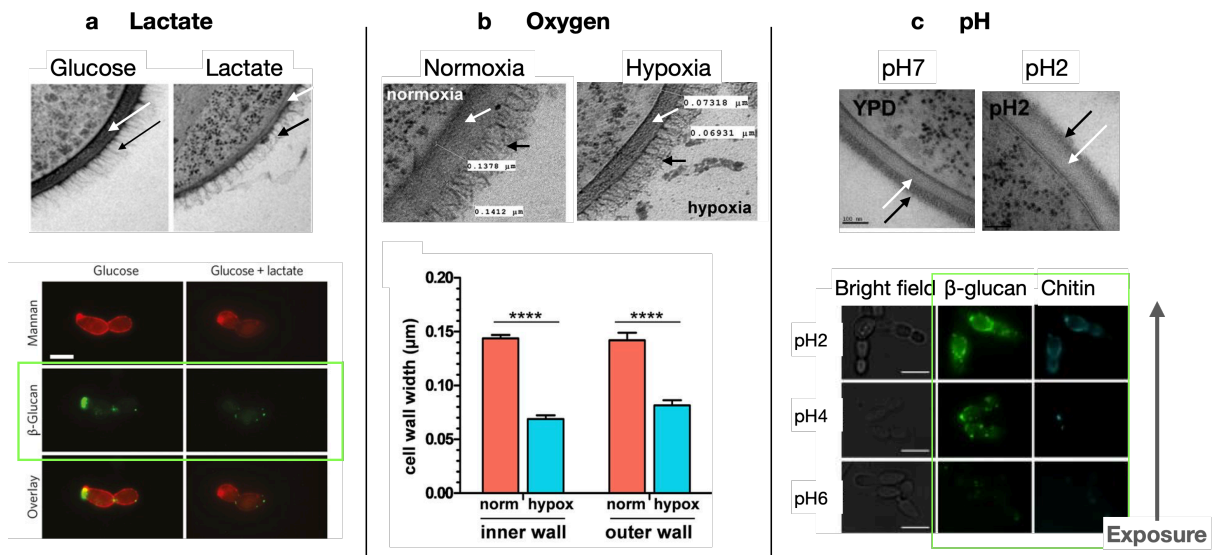 a Lactate
Glucose
Lactate
Glucose
Glucose + lactate
Mannan
β-Glucan
Overlay
b Oxygen
Normoxia
Hypoxia
normoxia
0.1378 µm
0.1412 µm
0.07318 µm
0.06931 µm
hypoxia
cell wall width (µm)
0.20
0.15
0.10
0.05
0.00
****
****
norm
hypox
norm
hypox
inner wall
outer wall
c pH
pH7
pH2
YPD
100 nm
pH2
Bright field
β-glucan
Chitin
pH2
pH4
pH6
Exposure